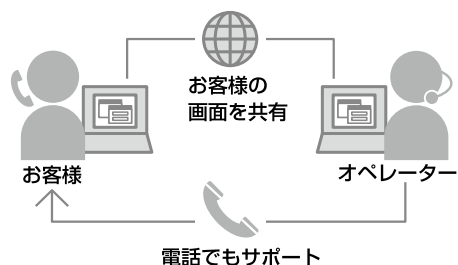 お客様の
画面を共有
お客様
オペレーター
電話でもサポート